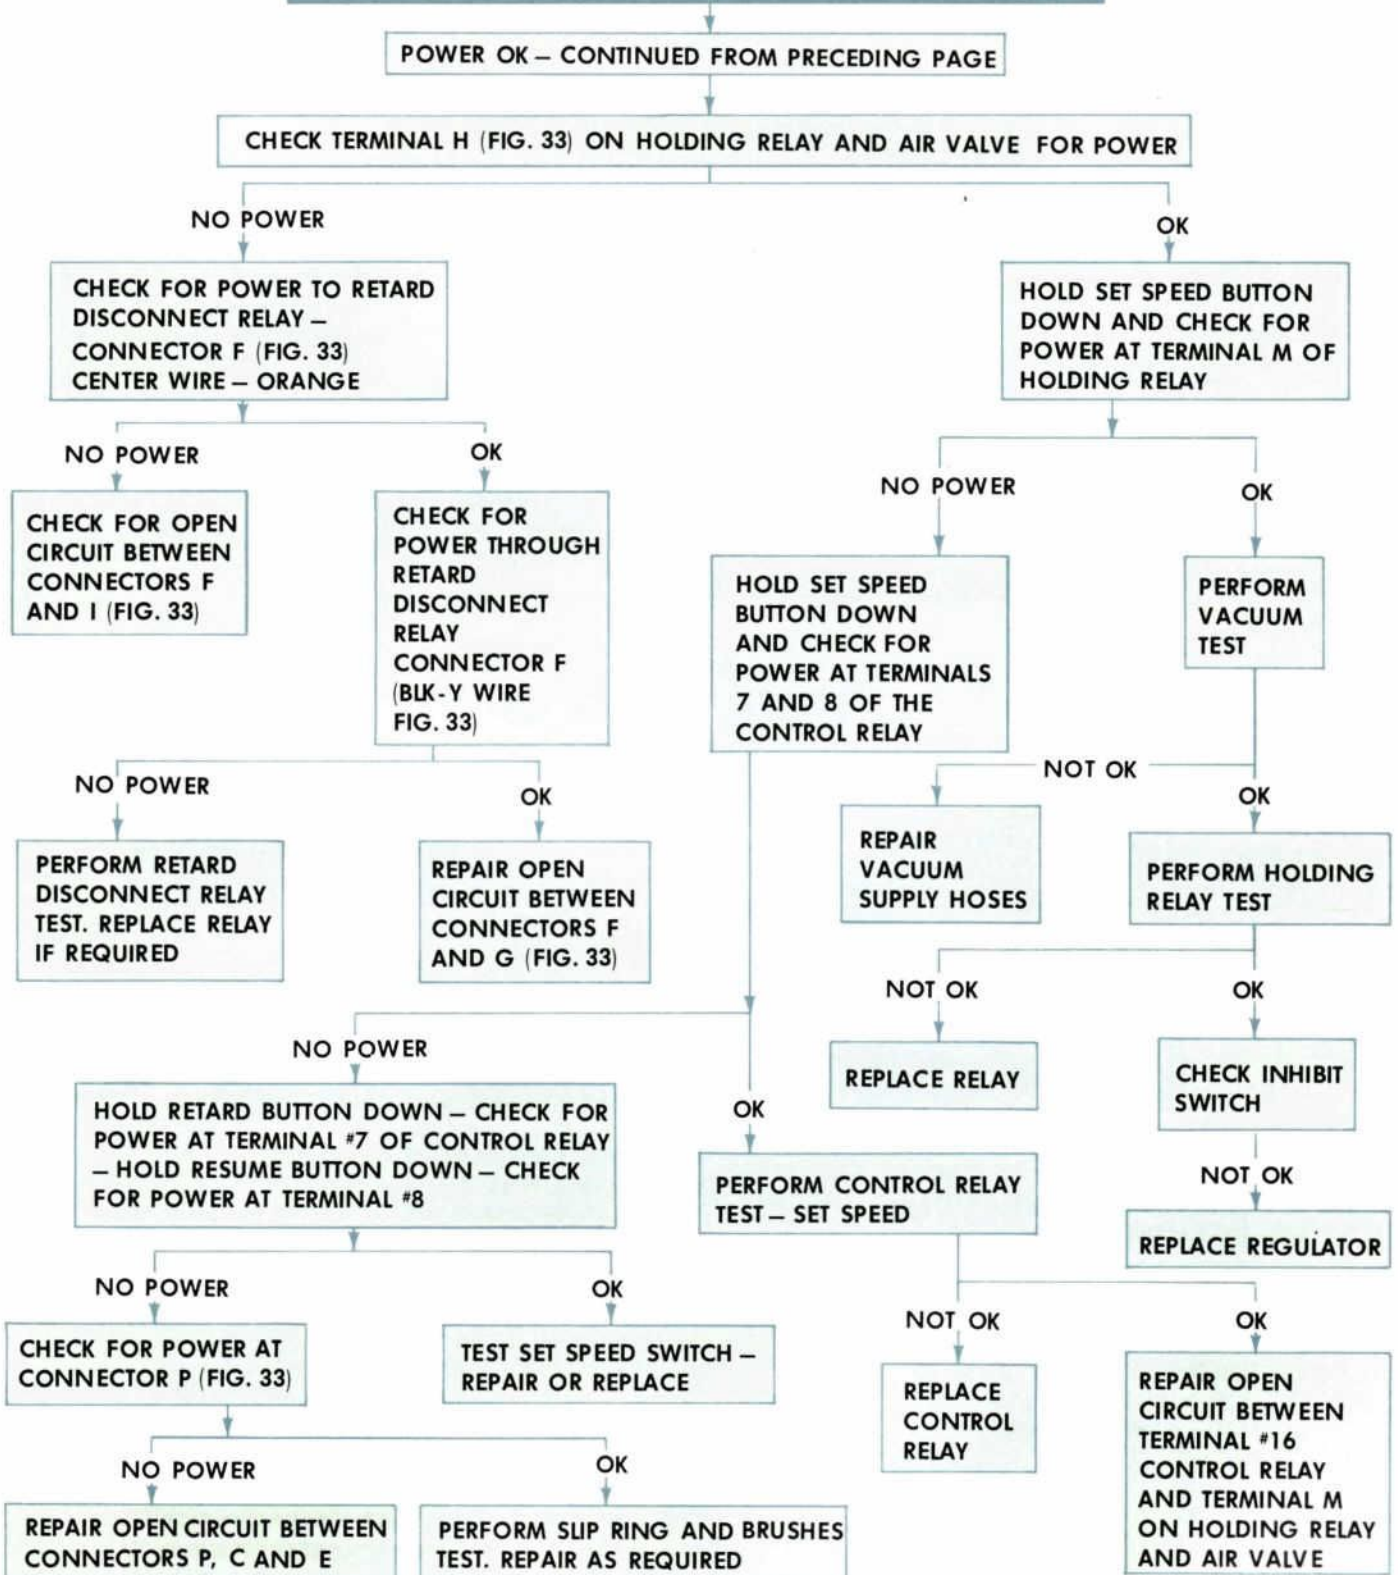 POWER OK – CONTINUED FROM PRECEDING PAGE
CHECK TERMINAL H (FIG. 33) ON HOLDING RELAY AND AIR VALVE FOR POWER
NO POWER
OK
CHECK FOR POWER TO RETARD
DISCONNECT RELAY –
CONNECTOR F (FIG. 33)
CENTER WIRE – ORANGE
HOLD SET SPEED BUTTON
DOWN AND CHECK FOR
POWER AT TERMINAL M OF
HOLDING RELAY
NO POWER
OK
NO POWER
OK
CHECK FOR OPEN
CIRCUIT BETWEEN
CONNECTORS F
AND I (FIG. 33)
CHECK FOR
POWER THROUGH
RETARD
DISCONNECT
RELAY
CONNECTOR F
(BLK-Y WIRE
FIG. 33)
HOLD SET SPEED
BUTTON DOWN
AND CHECK FOR
POWER AT TERMINALS
7 AND 8 OF THE
CONTROL RELAY
PERFORM
VACUUM
TEST
NO POWER
OK
NOT OK
OK
PERFORM RETARD
DISCONNECT RELAY
TEST. REPLACE RELAY
IF REQUIRED
REPAIR OPEN
CIRCUIT BETWEEN
CONNECTORS F
AND G (FIG. 33)
REPAIR
VACUUM
SUPPLY HOSES
PERFORM HOLDING
RELAY TEST
NOT OK
OK
NO POWER
OK
REPLACE RELAY
CHECK INHIBIT
SWITCH
HOLD RETARD BUTTON DOWN – CHECK FOR
POWER AT TERMINAL #7 OF CONTROL RELAY
– HOLD RESUME BUTTON DOWN – CHECK
FOR POWER AT TERMINAL #8
PERFORM CONTROL RELAY
TEST – SET SPEED
NOT OK
REPLACE REGULATOR
NO POWER
OK
NOT OK
OK
CHECK FOR POWER AT
CONNECTOR P (FIG. 33)
TEST SET SPEED SWITCH –
REPAIR OR REPLACE
REPLACE
CONTROL
RELAY
REPAIR OPEN
CIRCUIT BETWEEN
TERMINAL #16
CONTROL RELAY
AND TERMINAL M
ON HOLDING RELAY
AND AIR VALVE
NO POWER
OK
REPAIR OPEN CIRCUIT BETWEEN
CONNECTORS P, C AND E
PERFORM SLIP RING AND BRUSHES
TEST. REPAIR AS REQUIRED